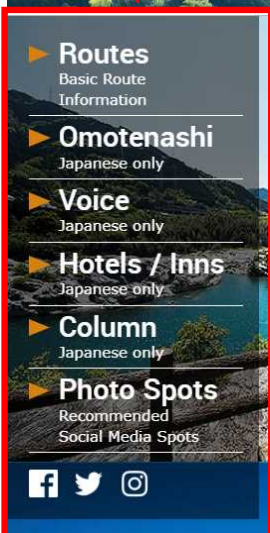 Routes
Basic Route
Information
Omotenashi
Japanese only
Voice
Japanese only
Hotels / Inns
Japanese only
Column
Japanese only
Photo Spots
Recommended
Social Media Spots